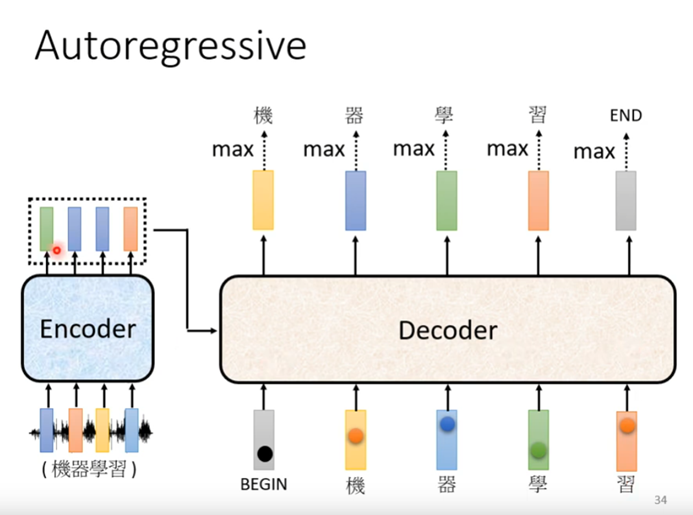 Autoregressive
機 器 學 習 END
max max max max max
Encoder
Decoder
(機器學習)
BEGIN 機 器 學 習
34